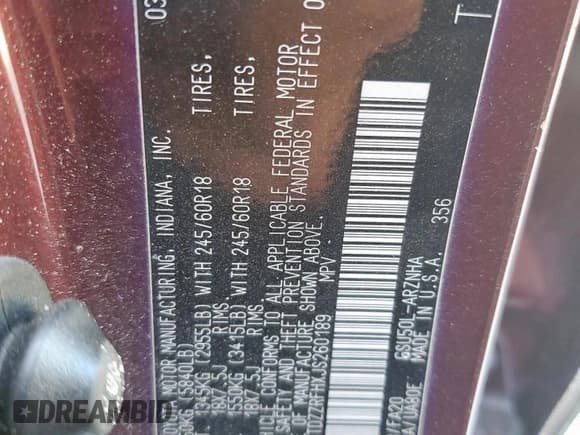 03
MOTOR MANUFACTURING, INDIANA, INC.
(5840LB)
1345KG (2955LB) WITH 245/60R18 TIRES,
18X7.5J RIMS
1550KG (3415LB) WITH 245/60R18 TIRES,
18X7.5J RIMS
VEHICLE CONFORMS TO ALL APPLICABLE FEDERAL MOTOR
SAFETY AND THEFT PREVENTION STANDARDS IN EFFECT O
OF MANUFACTURE SHOWN ABOVE.
MPV
GSU50L-ARZNHA
MADE IN U.S.A.
356
T
DREAMBID